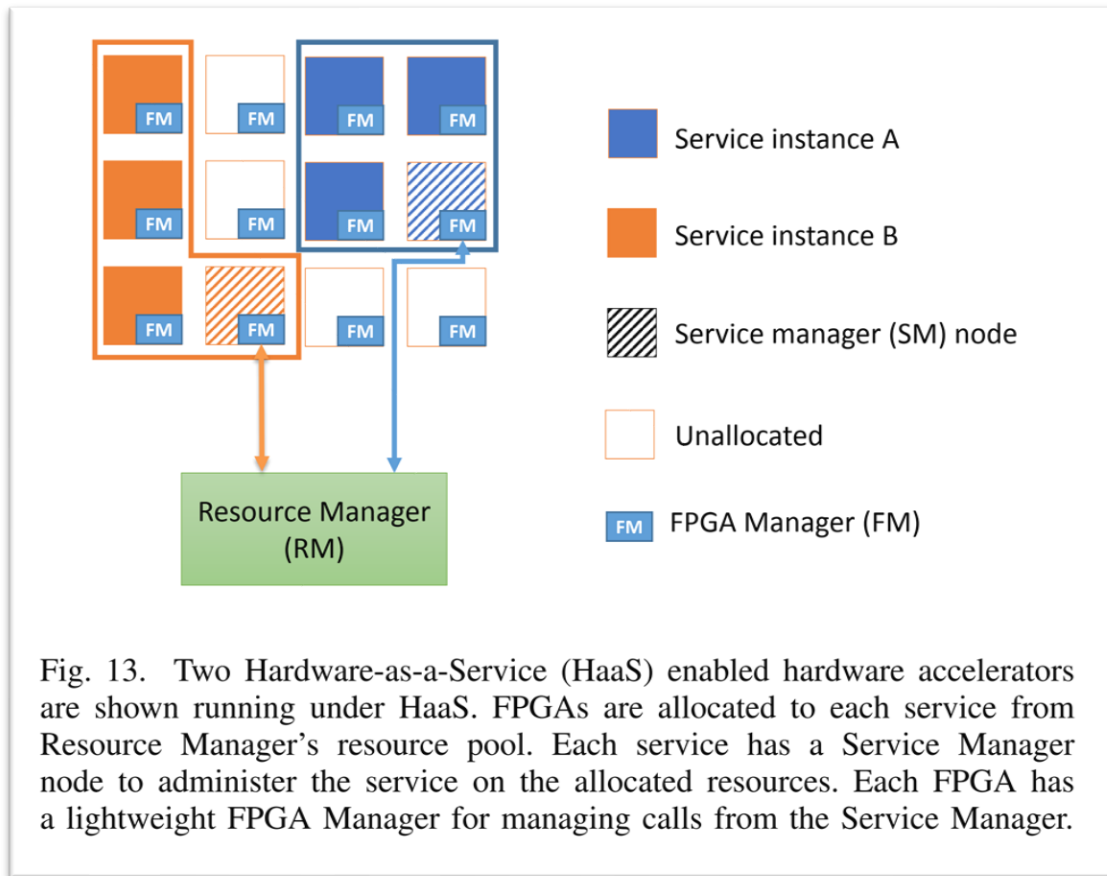 FM FM FM FM
FM FM FM FM
FM FM FM FM
Service instance A
Service instance B
Service manager (SM) node
Unallocated
FM FPGA Manager (FM)
Resource Manager
(RM)
Fig. 13. Two Hardware-as-a-Service (HaaS) enabled hardware accelerators
are shown running under HaaS. FPGAs are allocated to each service from
Resource Manager's resource pool. Each service has a Service Manager
node to administer the service on the allocated resources. Each FPGA has
a lightweight FPGA Manager for managing calls from the Service Manager.